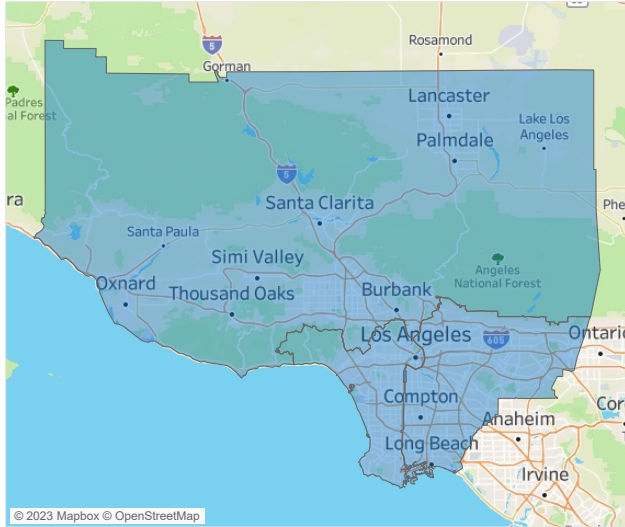 5
Rosamond
Gorman
Padres
al Forest
Lancaster
Lake Los
Angeles
Palmdale
5
ra
Santa Clarita
Phe
Santa Paula
Simi Valley
Angeles
National Forest
Oxnard
Thousand Oaks
Burbank
Los Angeles
605
Ontario
Compton
Cor
Anaheim
Long Beach
Irvine
© 2023 Mapbox © OpenStreetMap